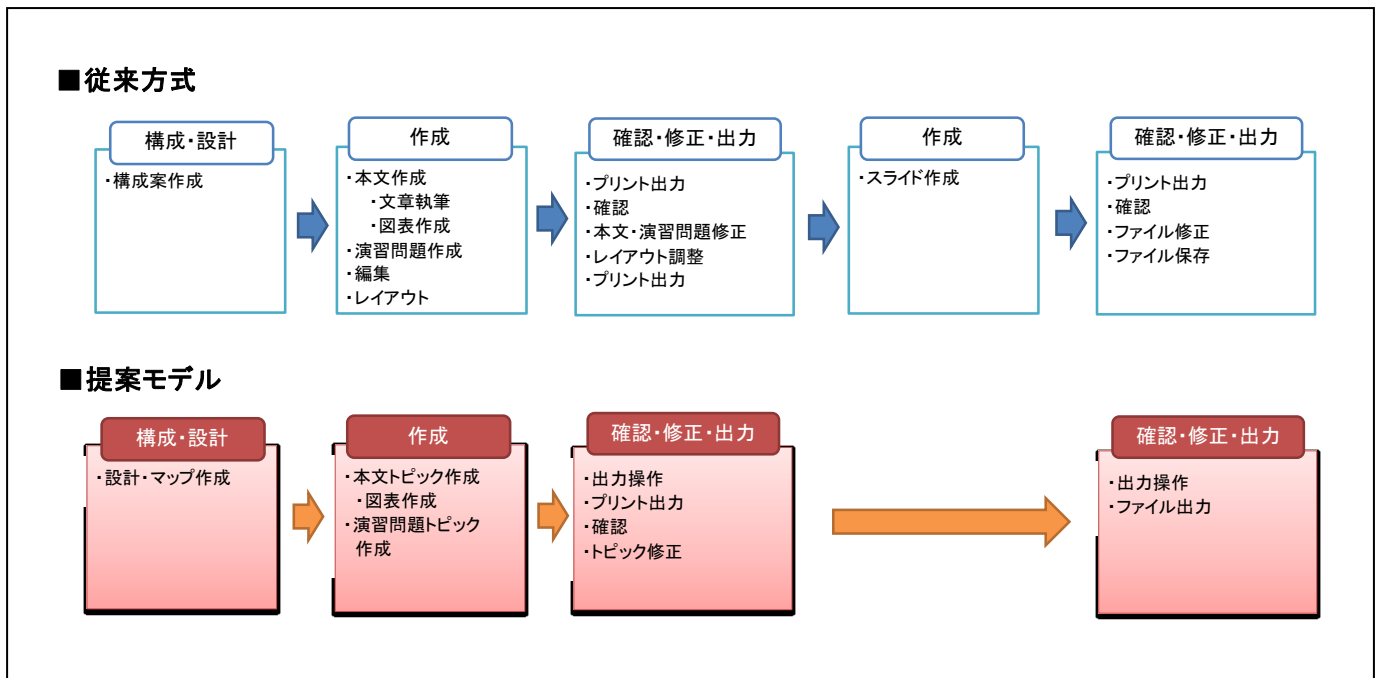 ■従来方式
構成・設計
・構成案作成
作成
・本文作成
・文章執筆
・図表作成
・演習問題作成
・編集
・レイアウト
確認・修正・出力
・プリント出力
・確認
・本文・演習問題修正
・レイアウト調整
・プリント出力
作成
・スライド作成
確認・修正・出力
・プリント出力
・確認
・ファイル修正
・ファイル保存
■提案モデル
構成・設計
・設計・マップ作成
作成
・本文トピック作成
・図表作成
・演習問題トピック
作成
確認・修正・出力
・出力操作
・プリント出力
・確認
・トピック修正
確認・修正・出力
・出力操作
・ファイル出力